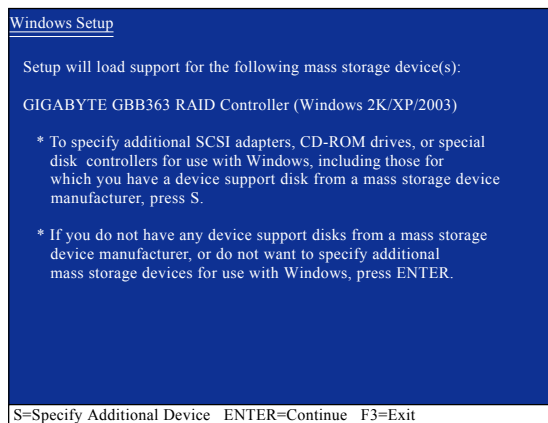 Windows Setup
Setup will load support for the following mass storage device(s):
GIGABYTE GBB363 RAID Controller (Windows 2K/XP/2003)
* To specify additional SCSI adapters, CD-ROM drives, or special
disk controllers for use with Windows, including those for
which you have a device support disk from a mass storage device
manufacturer, press S.
* If you do not have any device support disks from a mass storage
device manufacturer, or do not want to specify additional
mass storage devices for use with Windows, press ENTER.
S=Specify Additional Device ENTER=Continue F3=Exit